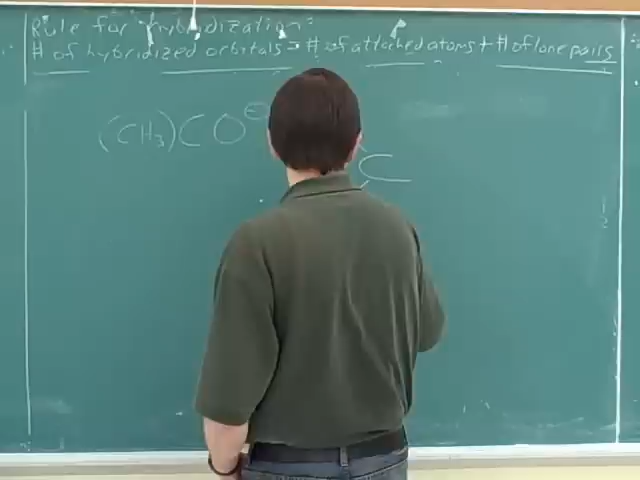 Rule for hybridization:
# of hybridized orbitals = # of attached atoms + # of lone pairs
(CH₃)CO⊖
C